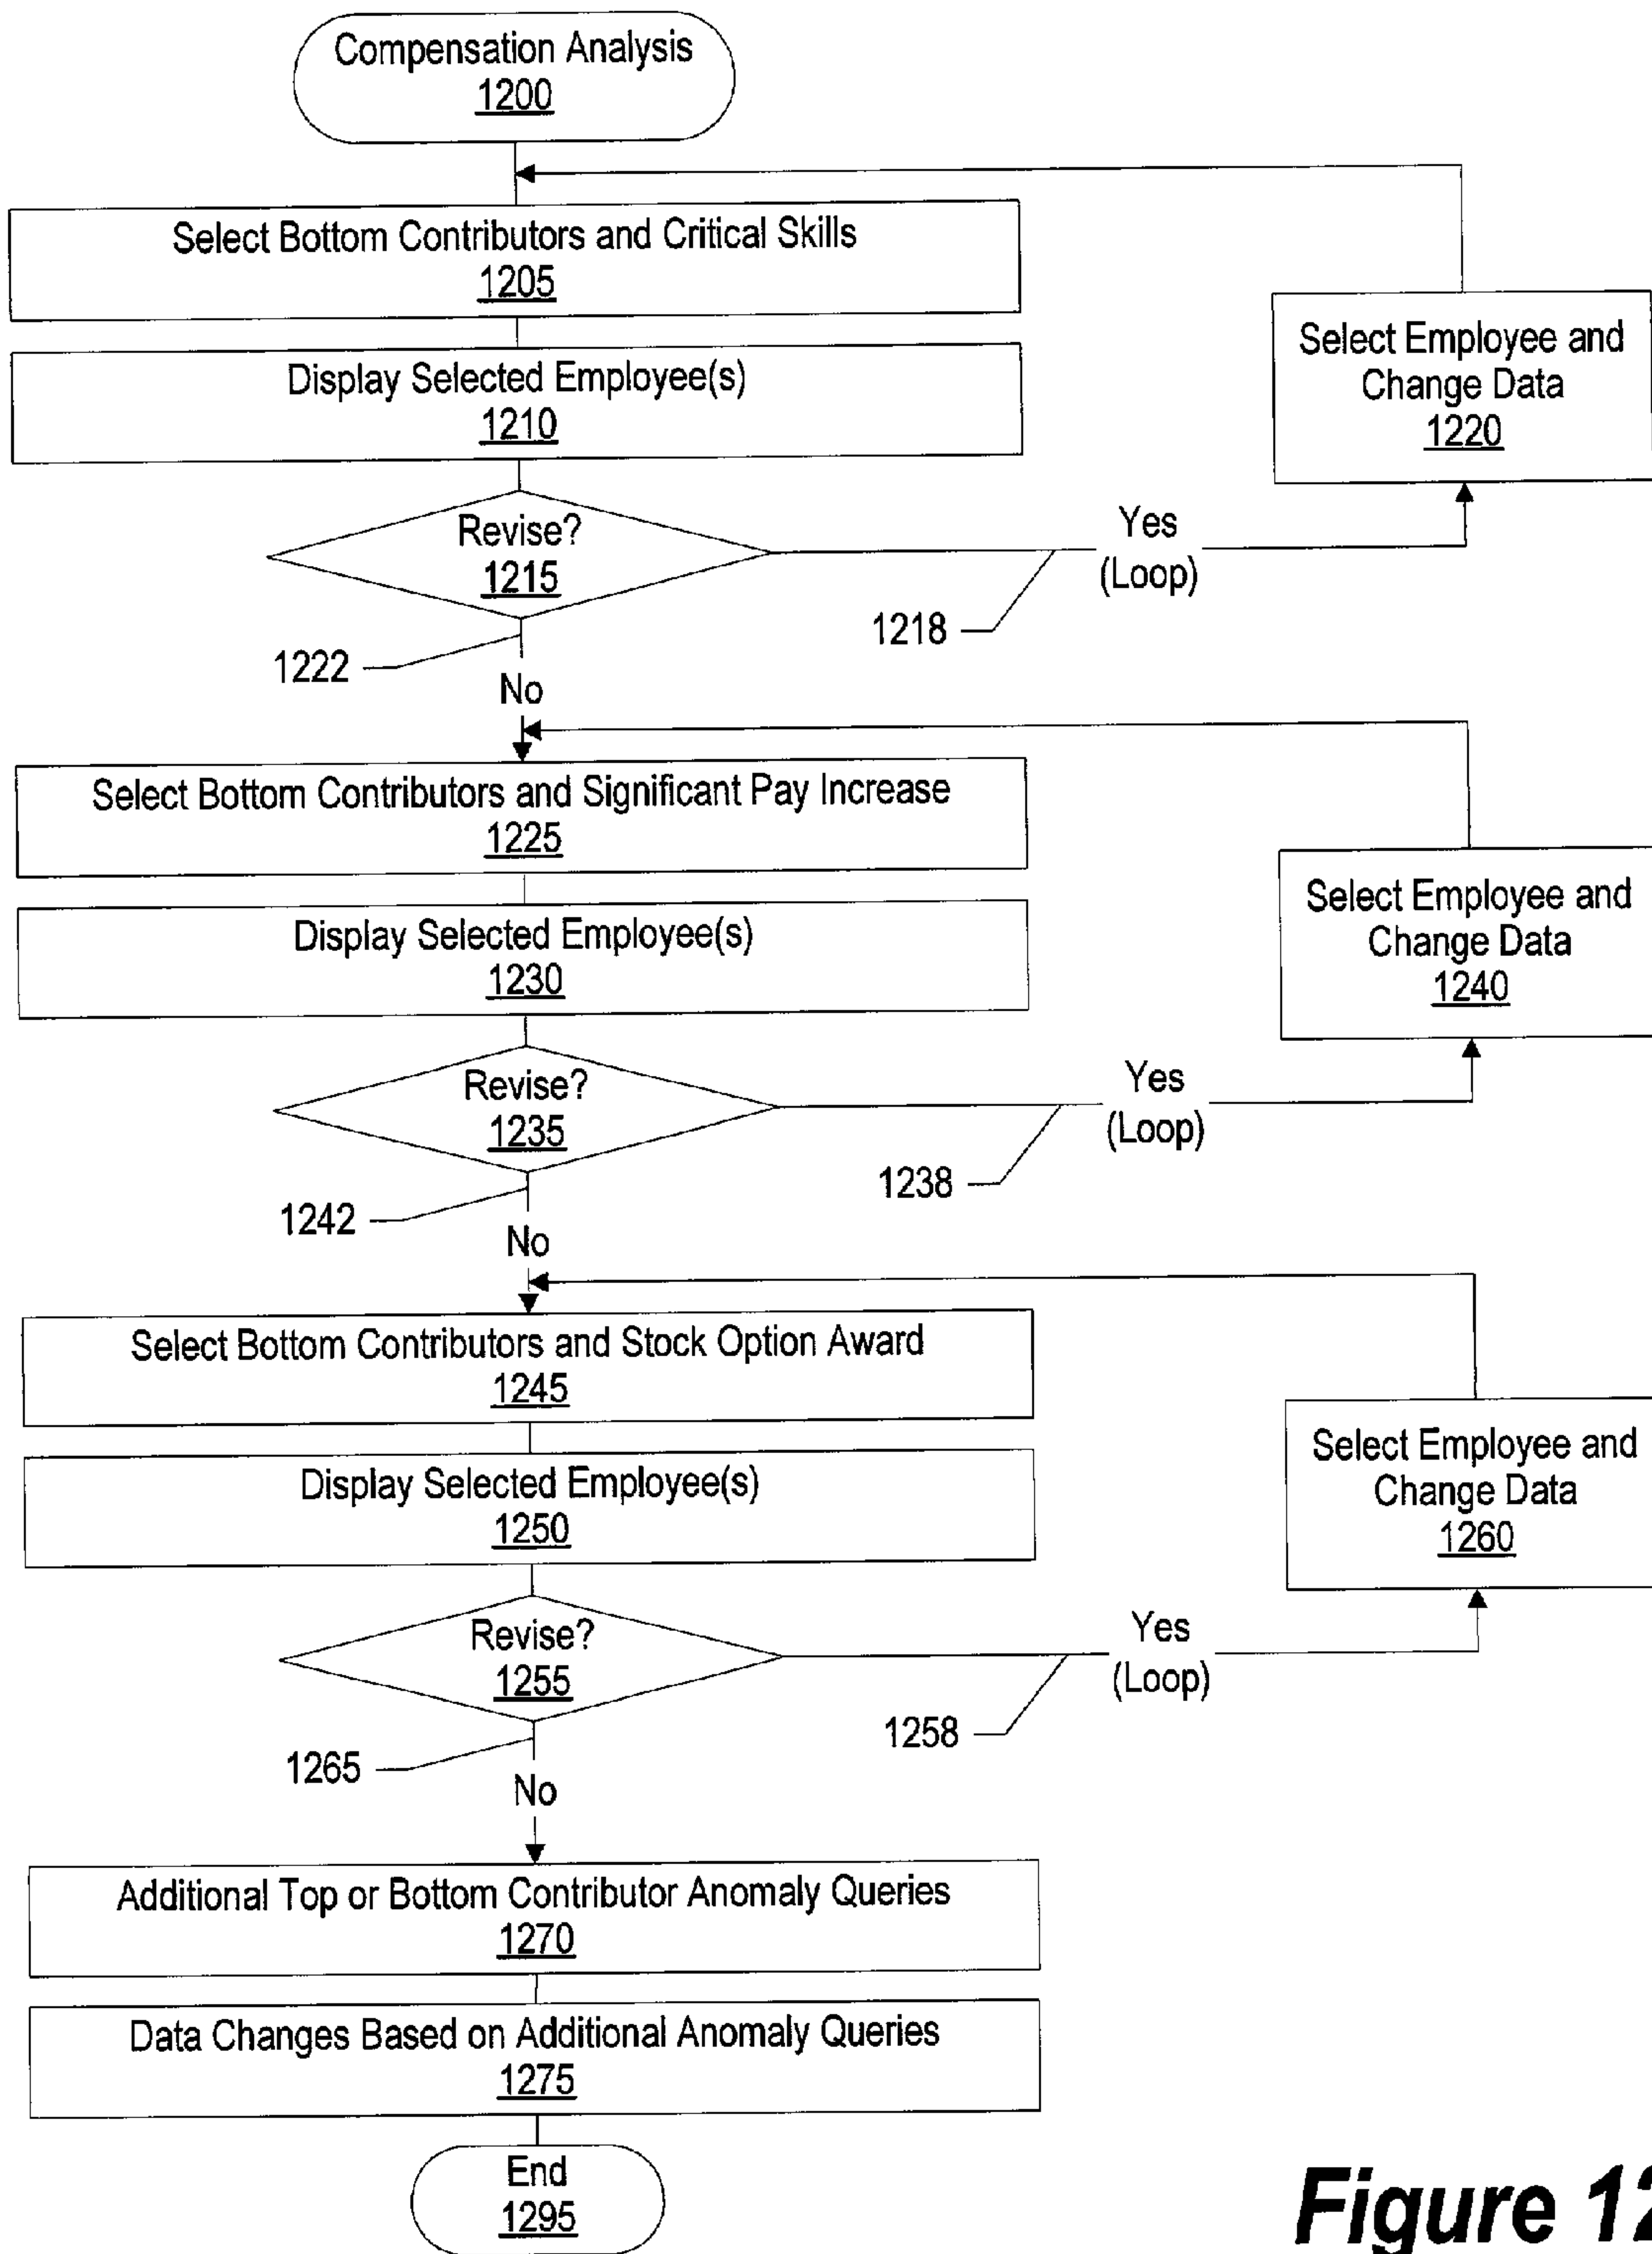 Compensation Analysis
1200
Select Bottom Contributors and Critical Skills
1205
Display Selected Employee(s)
1210
Select Employee and
Change Data
1220
Revise?
1215
Yes
(Loop)
1218
1222
No
Select Bottom Contributors and Significant Pay Increase
1225
Display Selected Employee(s)
1230
Select Employee and
Change Data
1240
Revise?
1235
Yes
(Loop)
1238
1242
No
Select Bottom Contributors and Stock Option Award
1245
Display Selected Employee(s)
1250
Select Employee and
Change Data
1260
Revise?
1255
Yes
(Loop)
1258
1265
No
Additional Top or Bottom Contributor Anomaly Queries
1270
Data Changes Based on Additional Anomaly Queries
1275
End
1295
Figure 12